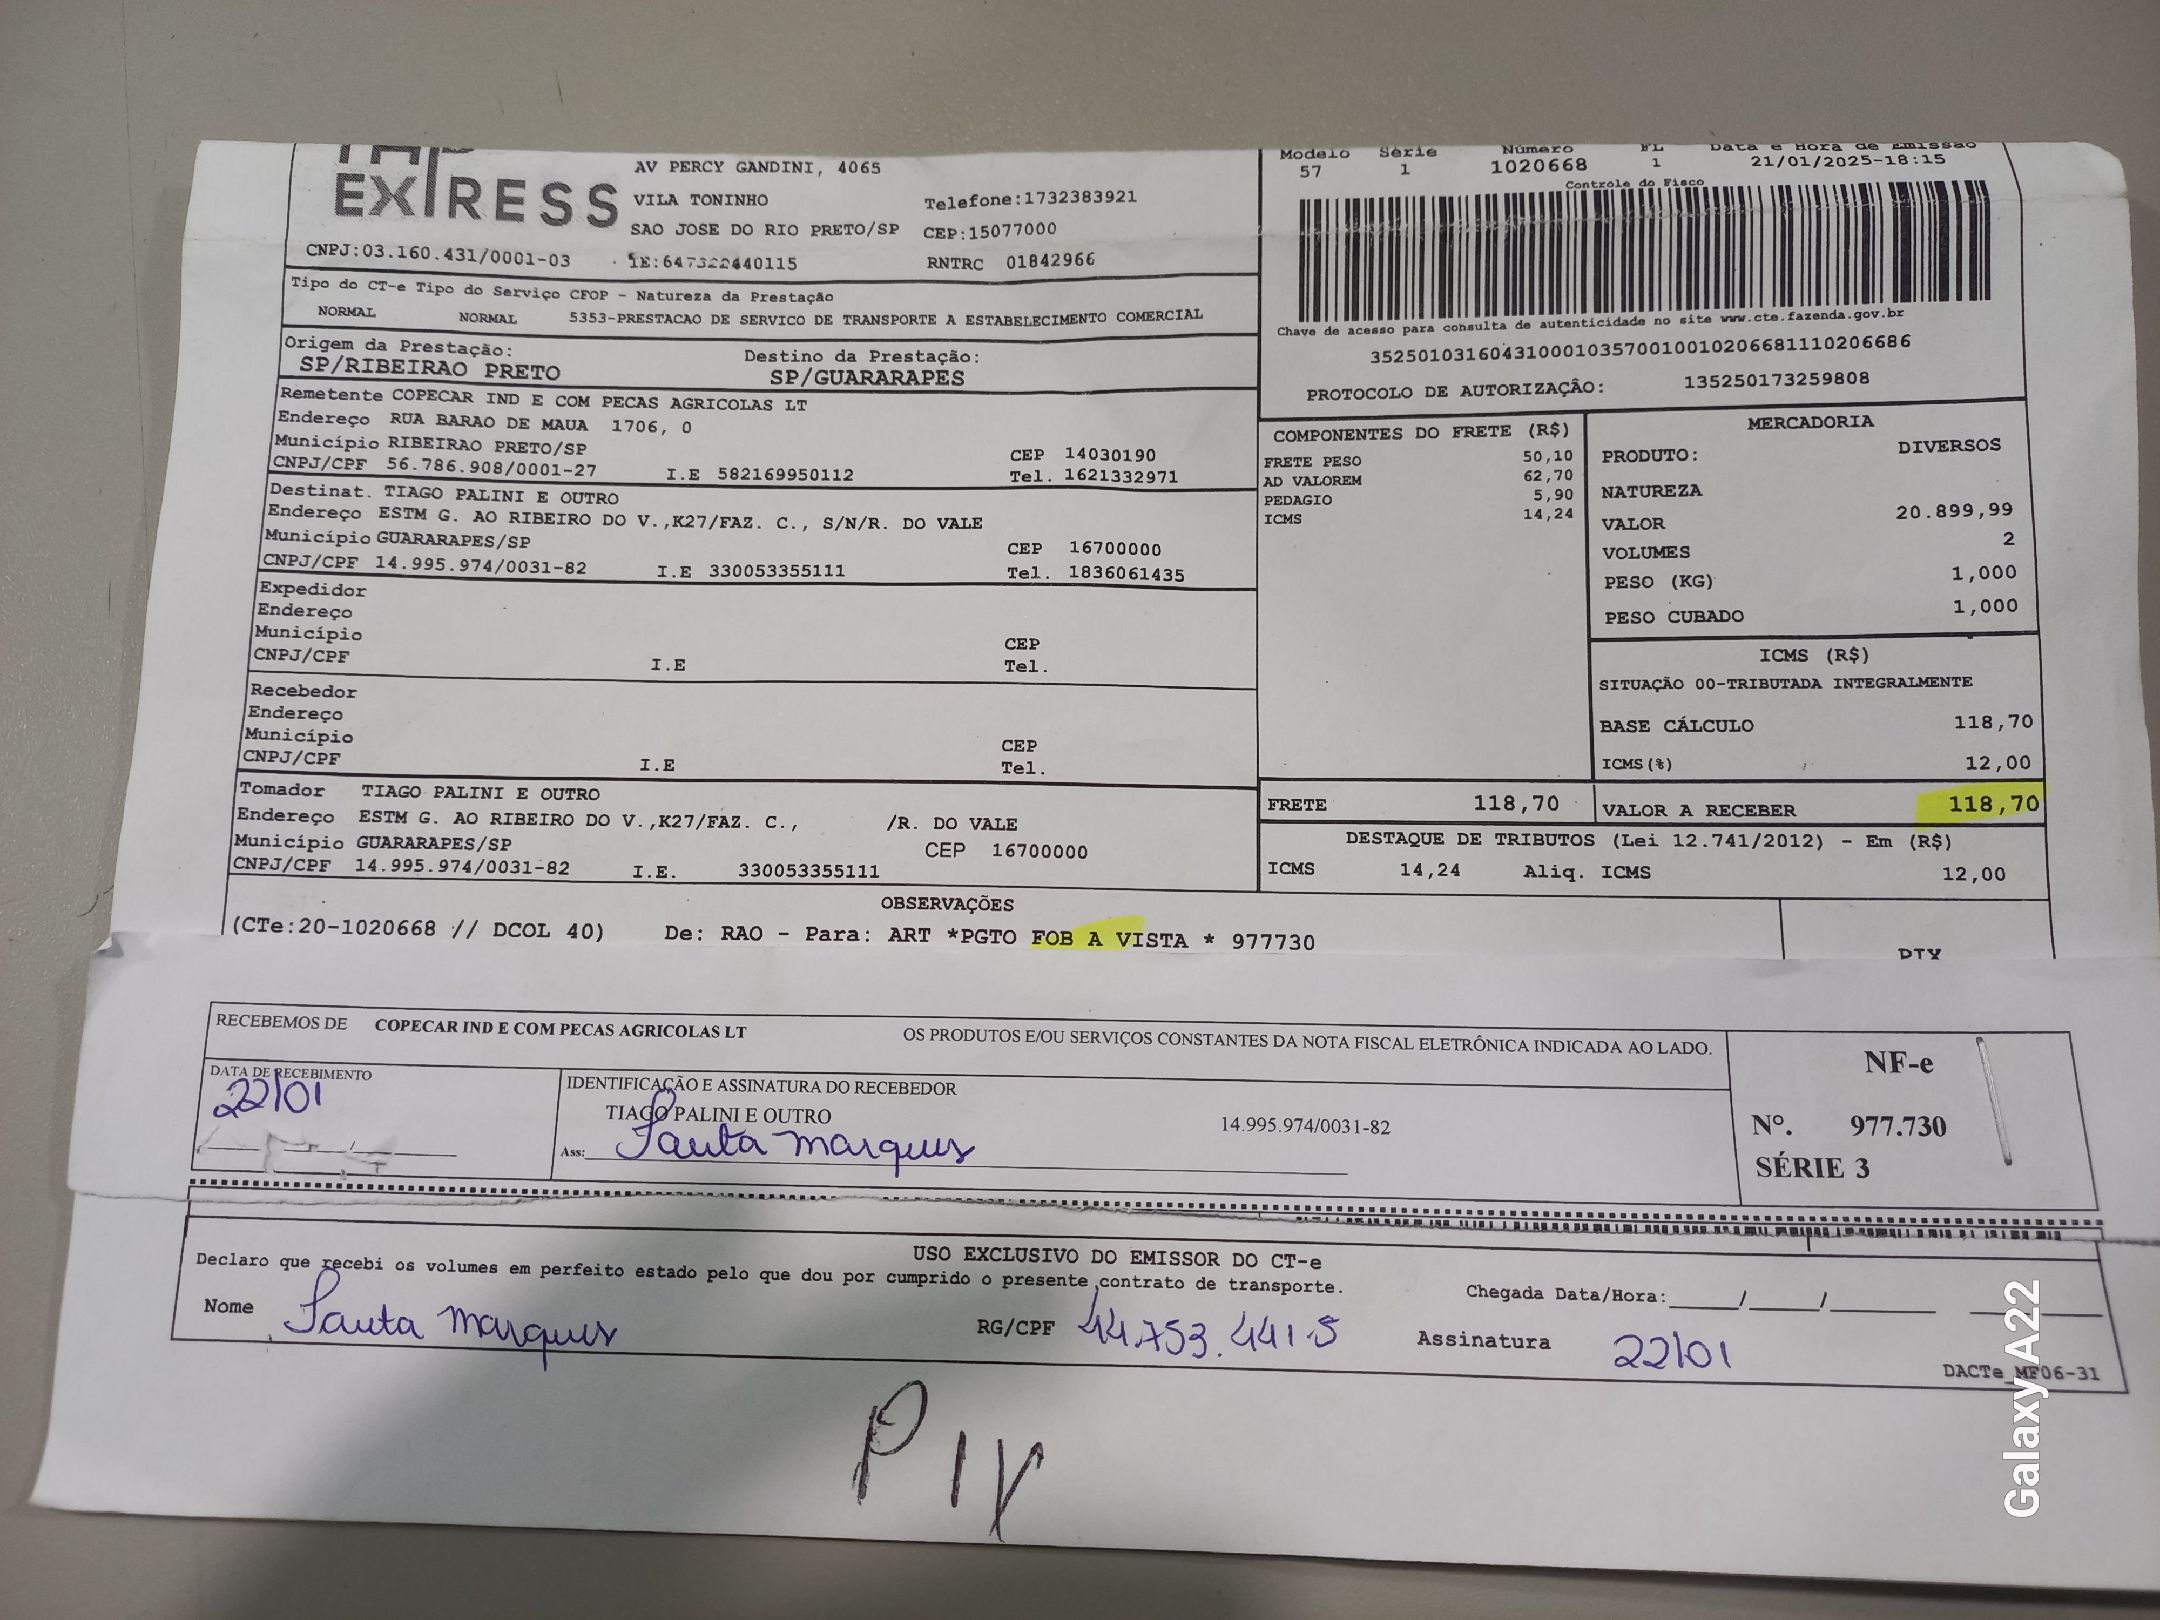 EXPRESS
AV PERCY GANDINI, 4065
VILA TONINHO
Telefone:1732383921
SAO JOSE DO RIO PRETO/SP CEP:15077000
CNPJ:03.160.431/0001-03 IE:647322440115 RNTRC 01842966
Modelo Série Número FL Data e Hora de Emissão
57 1 1020668 1 21/01/2025-18:15
Controle do Fisco
Chave de acesso para consulta de autenticidade no site www.cte.fazenda.gov.br
35250103160431000103570010010206681110206686
PROTOCOLO DE AUTORIZAÇÃO: 135250173259808
Tipo do CT-e Tipo do Serviço CFOP - Natureza da Prestação
NORMAL NORMAL 5353-PRESTACAO DE SERVICO DE TRANSPORTE A ESTABELECIMENTO COMERCIAL
Origem da Prestação: Destino da Prestação:
SP/RIBEIRAO PRETO SP/GUARARAPES
Remetente COPECAR IND E COM PECAS AGRICOLAS LT
Endereço RUA BARAO DE MAUA 1706, 0
Município RIBEIRAO PRETO/SP CEP 14030190
CNPJ/CPF 56.786.908/0001-27 I.E 582169950112 Tel. 1621332971
Destinat. TIAGO PALINI E OUTRO
Endereço ESTM G. AO RIBEIRO DO V.,K27/FAZ. C., S/N/R. DO VALE
Município GUARARAPES/SP CEP 16700000
CNPJ/CPF 14.995.974/0031-82 I.E 330053355111 Tel. 1836061435
Expedidor
Endereço
Município CEP
CNPJ/CPF I.E Tel.
Recebedor
Endereço
Município CEP
CNPJ/CPF I.E Tel.
Tomador TIAGO PALINI E OUTRO
Endereço ESTM G. AO RIBEIRO DO V.,K27/FAZ. C., /R. DO VALE
Município GUARARAPES/SP CEP 16700000
CNPJ/CPF 14.995.974/0031-82 I.E. 330053355111
COMPONENTES DO FRETE (R$)
FRETE PESO 50,10
AD VALOREM 62,70
PEDAGIO 5,90
ICMS 14,24
MERCADORIA
PRODUTO: DIVERSOS
NATUREZA
VALOR 20.899,99
VOLUMES 2
PESO (KG) 1,000
PESO CUBADO 1,000
ICMS (R$)
SITUAÇÃO 00-TRIBUTADA INTEGRALMENTE
BASE CÁLCULO 118,70
ICMS(%) 12,00
FRETE 118,70 VALOR A RECEBER 118,70
DESTAQUE DE TRIBUTOS (Lei 12.741/2012) - Em (R$)
ICMS 14,24 Aliq. ICMS 12,00
OBSERVAÇÕES
(CTe:20-1020668 // DCOL 40) De: RAO - Para: ART *PGTO FOB A VISTA * 977730
RECEBEMOS DE COPECAR IND E COM PECAS AGRICOLAS LT OS PRODUTOS E/OU SERVIÇOS CONSTANTES DA NOTA FISCAL ELETRÔNICA INDICADA AO LADO.
DATA DE RECEBIMENTO
22/01
IDENTIFICAÇÃO E ASSINATURA DO RECEBEDOR
TIAGO PALINI E OUTRO 14.995.974/0031-82
Ass:
NF-e
Nº. 977.730
SÉRIE 3
USO EXCLUSIVO DO EMISSOR DO CT-e
Declaro que recebi os volumes em perfeito estado pelo que dou por cumprido o presente contrato de transporte.
Chegada Data/Hora:_____/_____/_______
Nome RG/CPF 44.753.441.5 Assinatura 22/01
DACTe_MF06-31
PIX
Galaxy A22